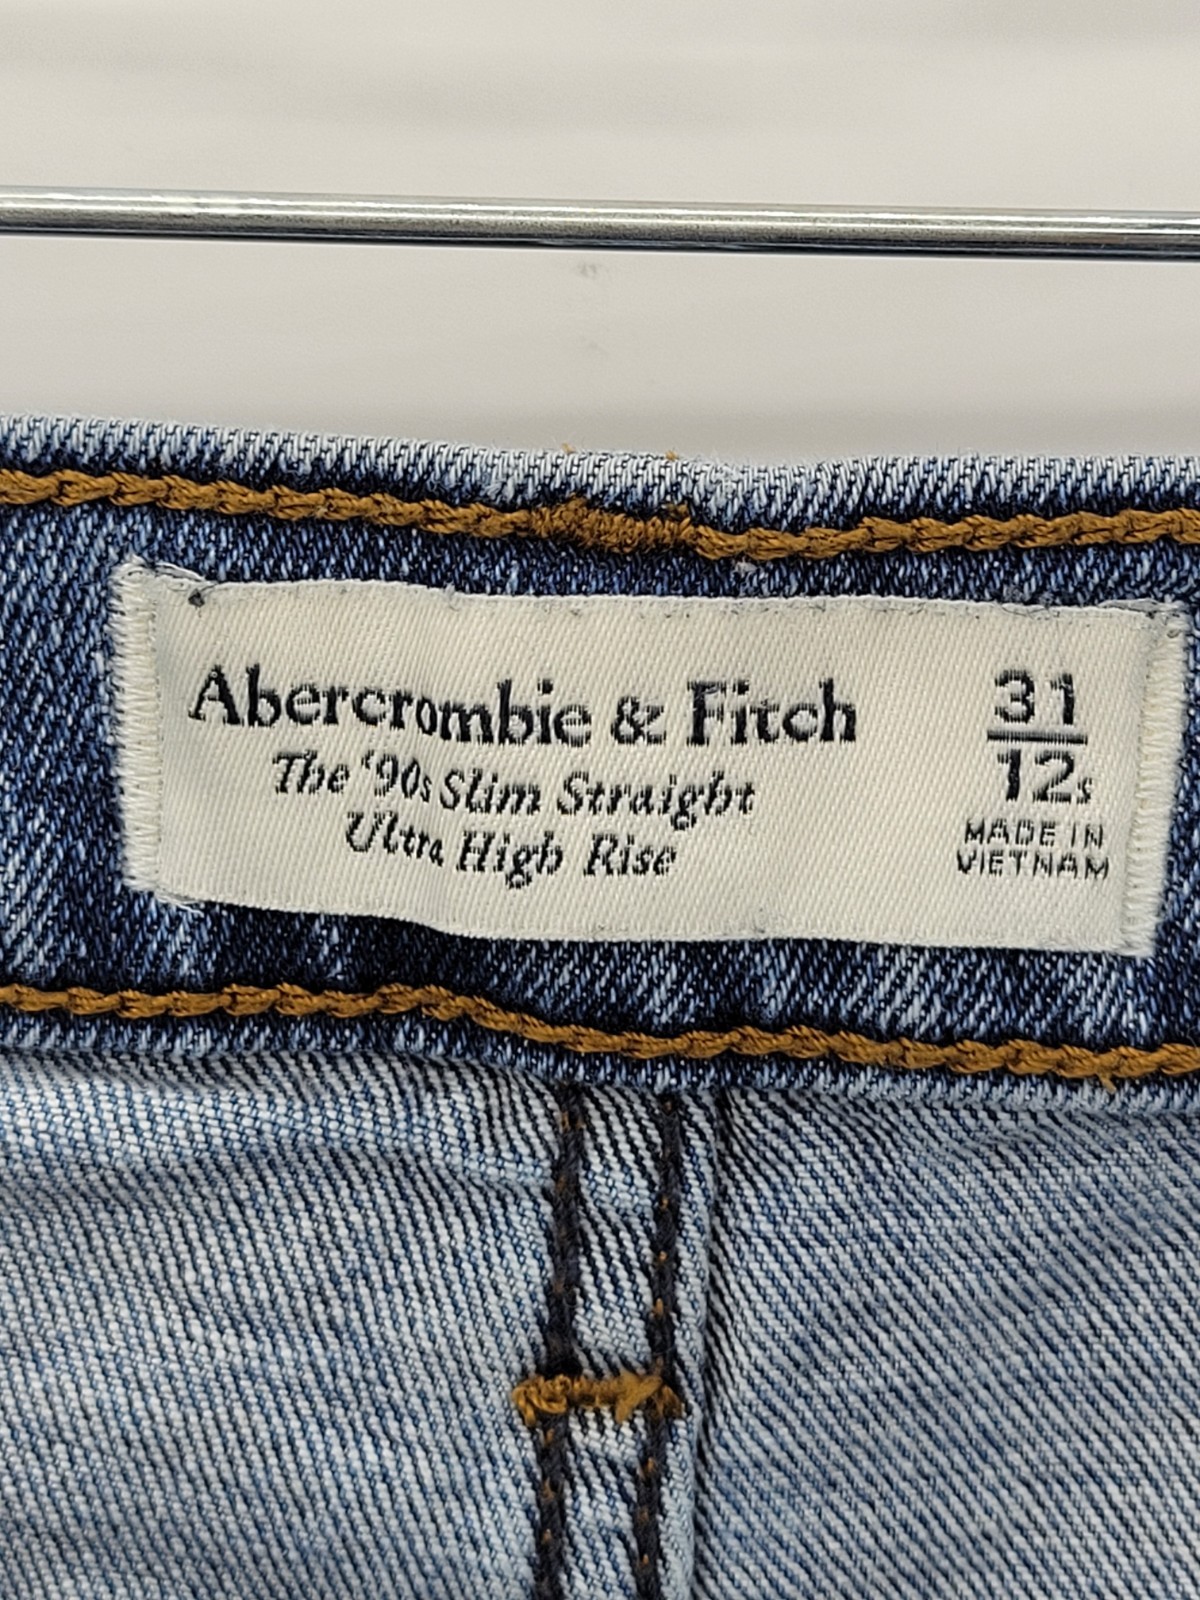 Abercrombie & Fitch
The '90s Slim Straight
Ultra High Rise
31
12s
MADE IN
VIETNAM